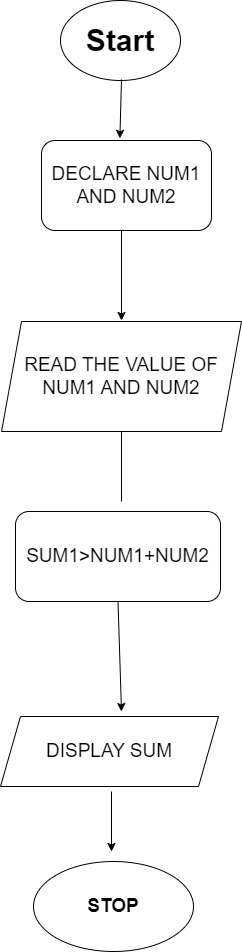 Start
DECLARE NUM1
AND NUM2
READ THE VALUE OF
NUM1 AND NUM2
SUM1>NUM1+NUM2
DISPLAY SUM
STOP